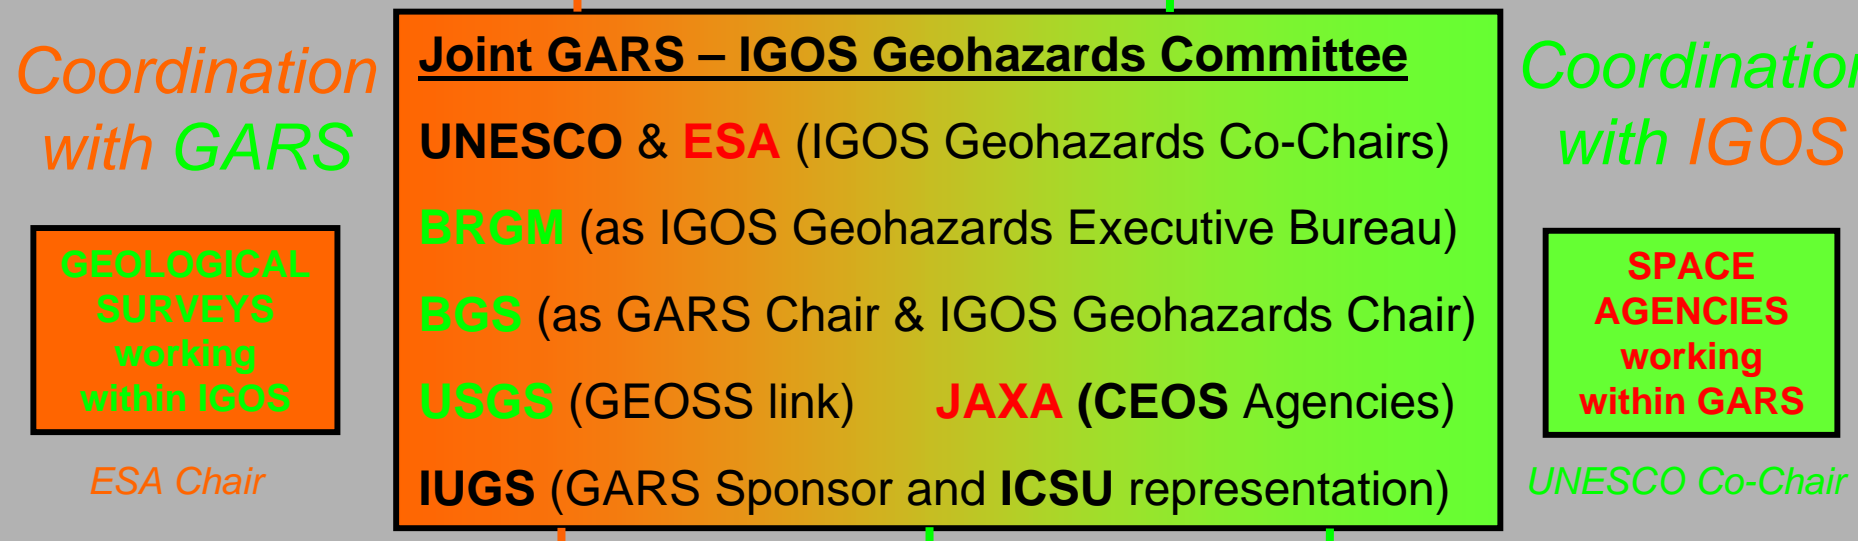 Coordination
with GARS
GEOLOGICAL
SURVEYS
working
within IGOS
ESA Chair
Joint GARS – IGOS Geohazards Committee
UNESCO & ESA (IGOS Geohazards Co-Chairs)
BRGM (as IGOS Geohazards Executive Bureau)
BGS (as GARS Chair & IGOS Geohazards Chair)
USGS (GEOSS link) JAXA (CEOS Agencies)
IUGS (GARS Sponsor and ICSU representation)
Coordination
with IGOS
SPACE
AGENCIES
working
within GARS
UNESCO Co-Chair